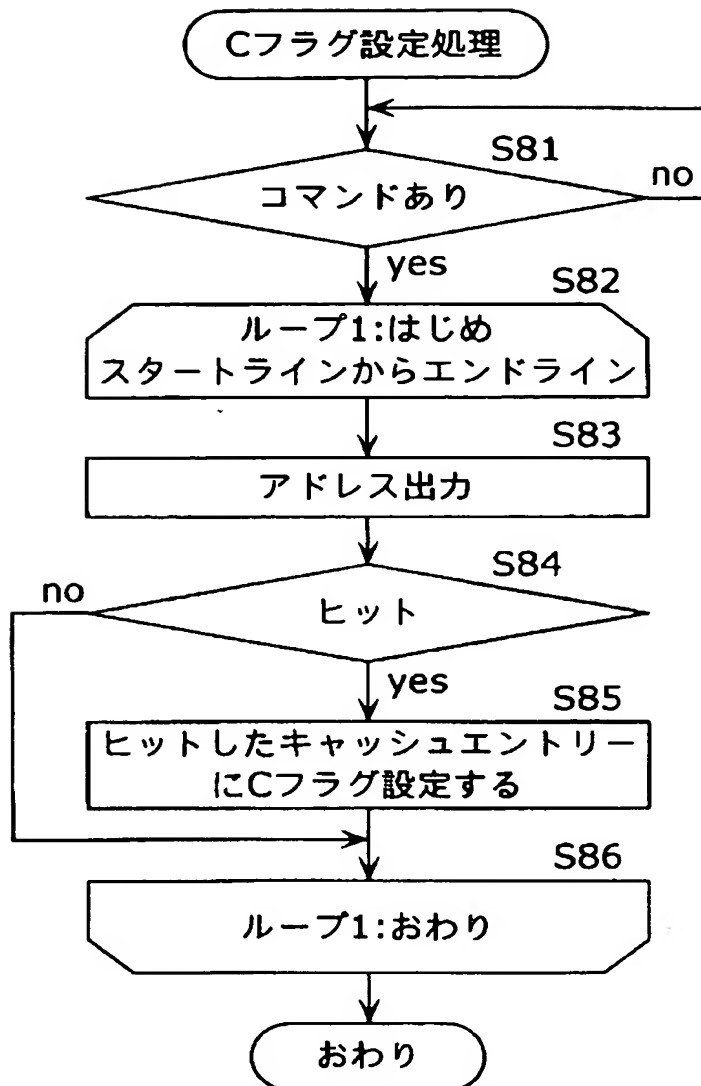 Cフラグ設定処理
S81
コマンドあり
no
yes
S82
ループ1:はじめ
スタートラインからエンドライン
S83
アドレス出力
S84
no
ヒット
yes
S85
ヒットしたキャッシュエントリー
にCフラグ設定する
S86
ループ1:おわり
おわり